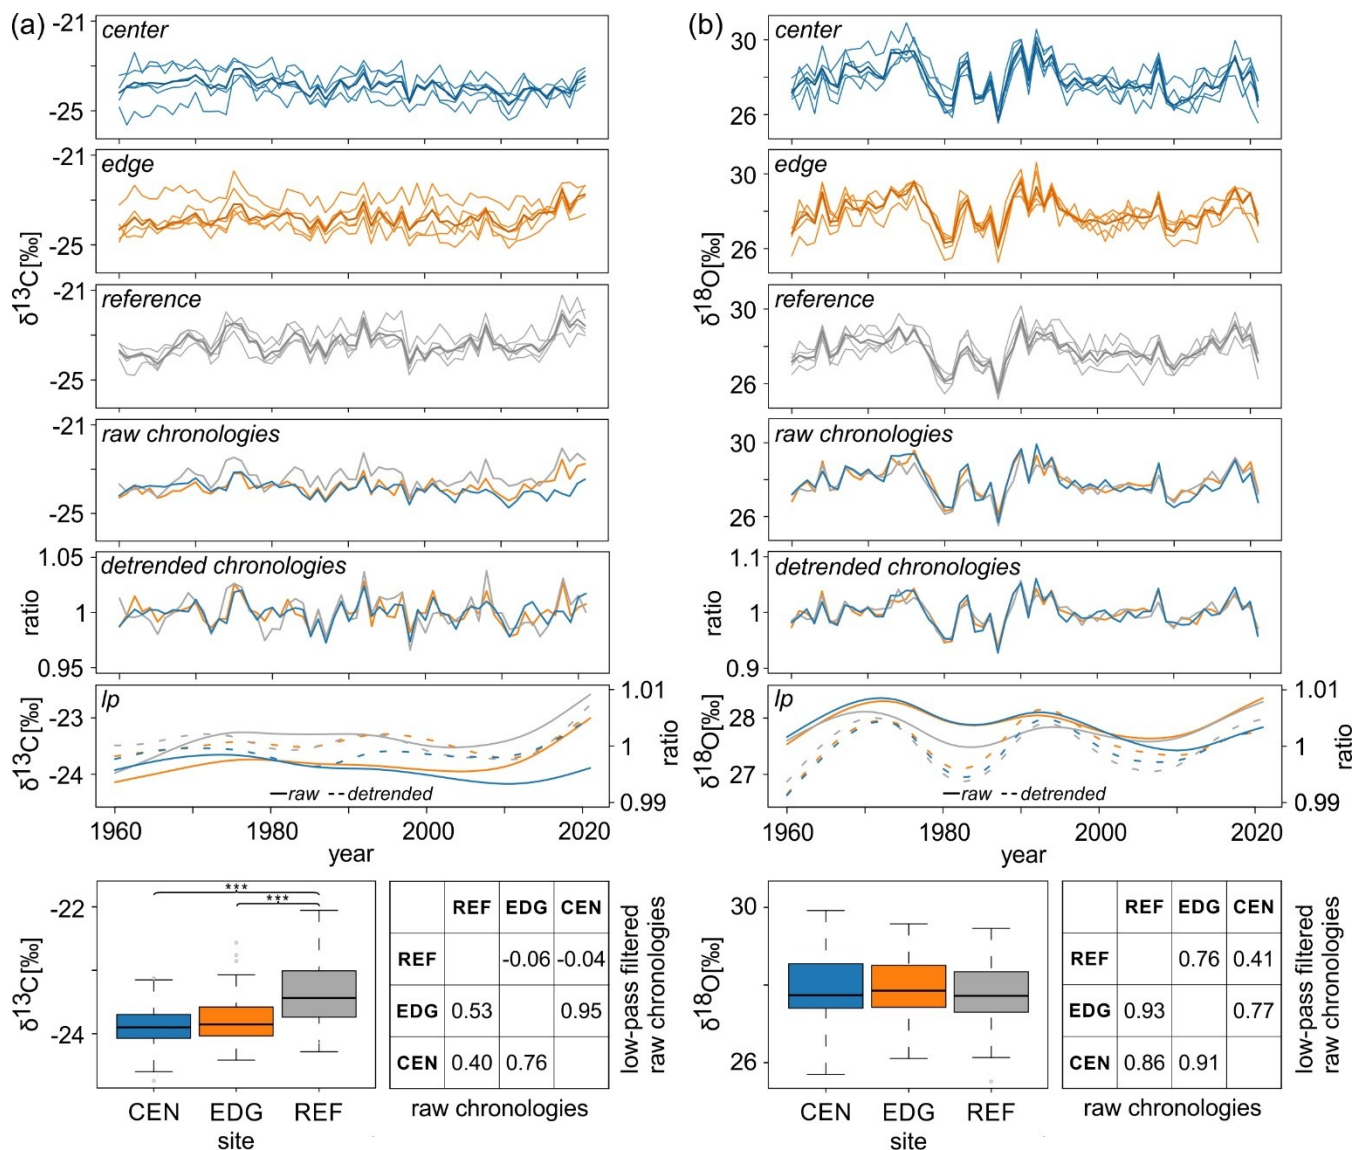 (a)
-21
center
-25
-21
edge
-25
δ¹³C[‰]
-21
reference
-25
-21
raw chronologies
-25
1.05
detrended chronologies
ratio
0.95
lp
1.01
-23
δ¹³C[‰]
1
ratio
-24
raw detrended
0.99
1960 1980 2000 2020
year
-22
*** 
***
δ¹³C[‰]
-24
CEN EDG REF
site
REF EDG CEN
REF -0.06 -0.04
EDG 0.53 0.95
CEN 0.40 0.76
raw chronologies
low-pass filtered
raw chronologies
(b)
30
center
26
30
edge
26
δ¹⁸O[‰]
30
reference
26
30
raw chronologies
26
1.1
detrended chronologies
ratio
1
0.9
lp
1.01
28
δ¹⁸O[‰]
1
ratio
27
raw detrended
0.99
1960 1980 2000 2020
year
30
δ¹⁸O[‰]
26
CEN EDG REF
site
REF EDG CEN
REF 0.76 0.41
EDG 0.93 0.77
CEN 0.86 0.91
raw chronologies
low-pass filtered
raw chronologies